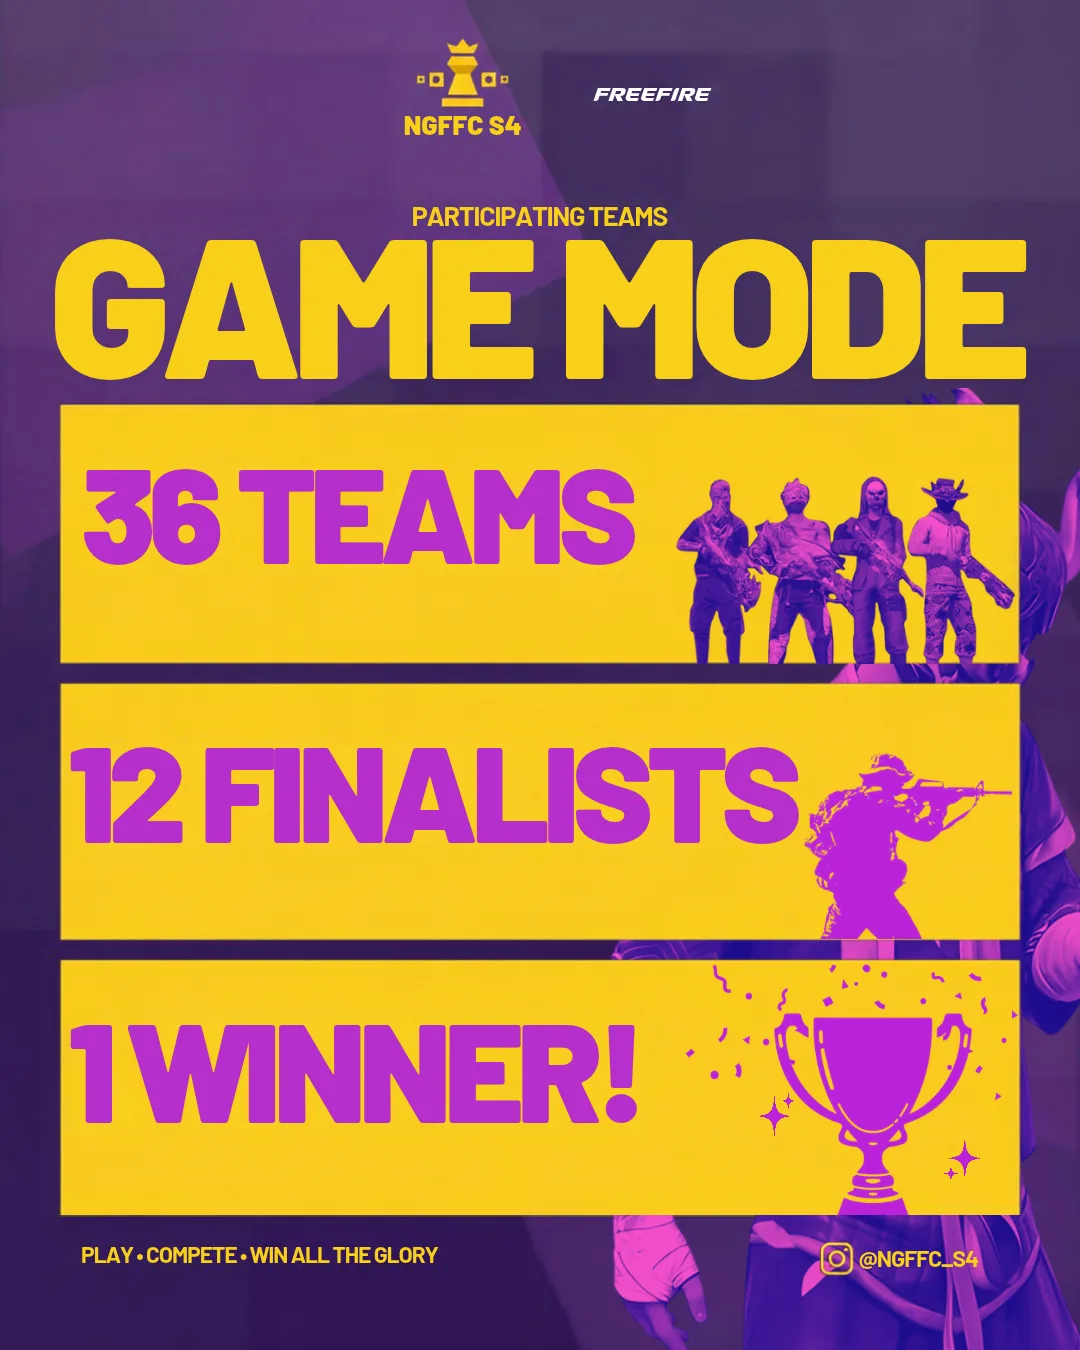 NGFFC S4
FREEFIRE
PARTICIPATING TEAMS
GAME MODE
36 TEAMS
12 FINALISTS
1 WINNER!
PLAY • COMPETE • WIN ALL THE GLORY
@NGFFC_S4